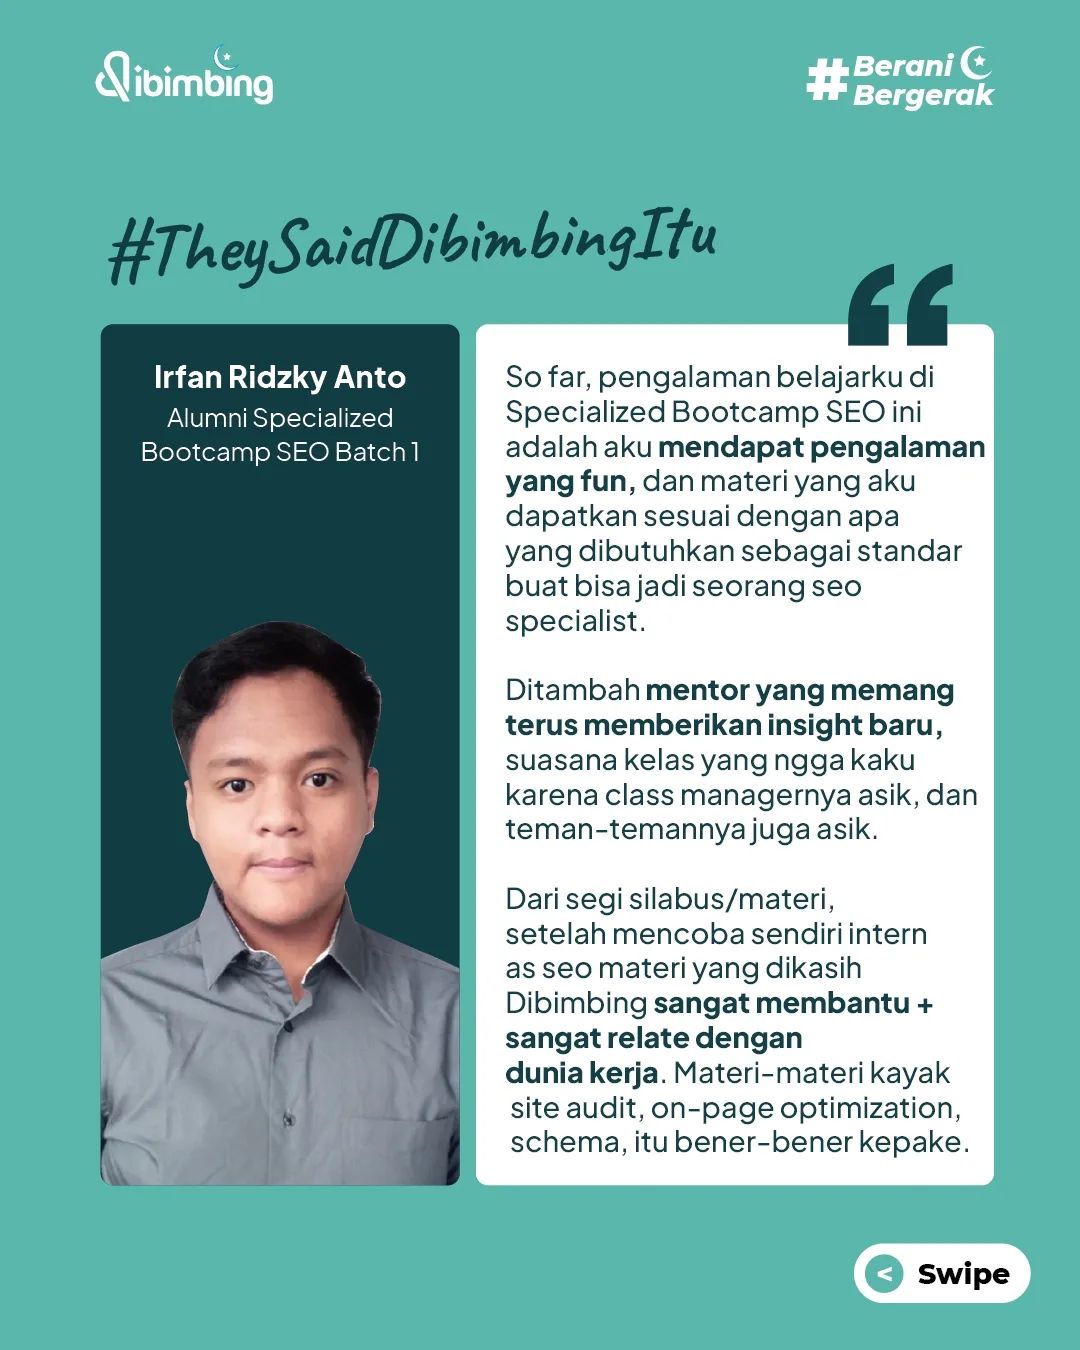 Dibimbing
#Berani
Bergerak
#TheySaidDibimbingItu
Irfan Ridzky Anto
Alumni Specialized
Bootcamp SEO Batch 1
“
So far, pengalaman belajarku di
Specialized Bootcamp SEO ini
adalah aku mendapat pengalaman
yang fun, dan materi yang aku
dapatkan sesuai dengan apa
yang dibutuhkan sebagai standar
buat bisa jadi seorang seo
specialist.
Ditambah mentor yang memang
terus memberikan insight baru,
suasana kelas yang ngga kaku
karena class managernya asik, dan
teman-temannya juga asik.
Dari segi silabus/materi,
setelah mencoba sendiri intern
as seo materi yang dikasih
Dibimbing sangat membantu +
sangat relate dengan
dunia kerja. Materi-materi kayak
site audit, on-page optimization,
schema, itu bener-bener kepake.
< Swipe